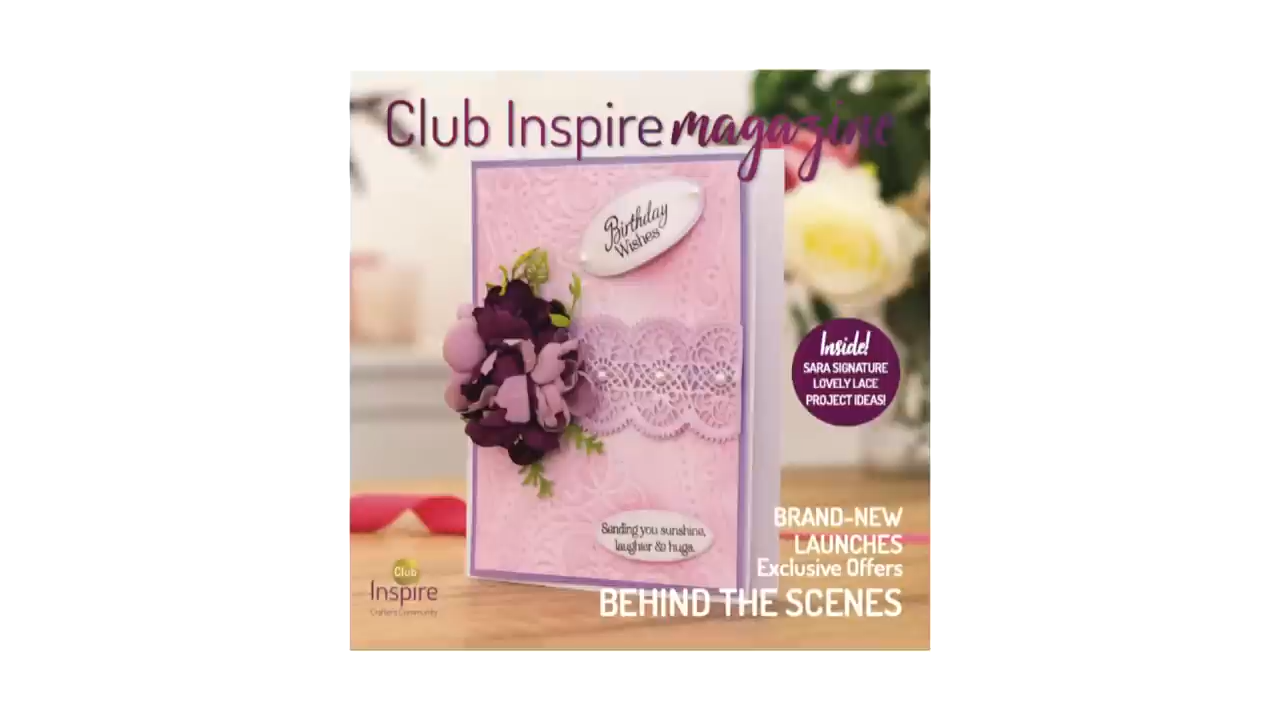 Club Inspire magazine
Birthday
Wishes
Inside!
SARA SIGNATURE
LOVELY LACE
PROJECT IDEAS!
Sending you sunshine,
laughter & hugs.
BRAND-NEW
LAUNCHES
Exclusive Offers
BEHIND THE SCENES
Club
Inspire
Crafters Community